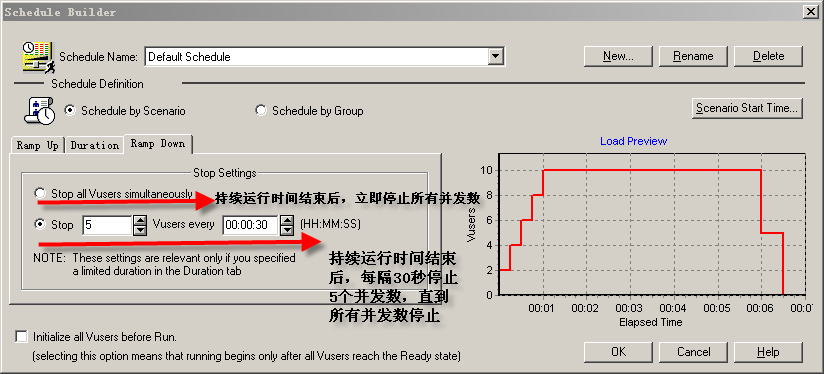 Schedule Builder
Schedule Name: Default Schedule
New... Rename Delete
Schedule Definition
Schedule by Scenario Schedule by Group
Scenario Start Time...
Ramp Up Duration Ramp Down
Stop Settings
Stop all Vusers simultaneously
持续运行时间结束后，立即停止所有并发数
Stop 5 Vusers every 00:00:30 (HH:MM:SS)
NOTE: These settings are relevant only if you specified
a limited duration in the Duration tab
持续运行时间结束
后，每隔30秒停止
5个并发数，直到
所有并发数停止
Load Preview
Vusers
10
8
6
4
2
0
00:01 00:02 00:03 00:04 00:05 00:06 00:0
Elapsed Time
Initialize all Vusers before Run.
(selecting this option means that running begins only after all Vusers reach the Ready state)
OK Cancel Help